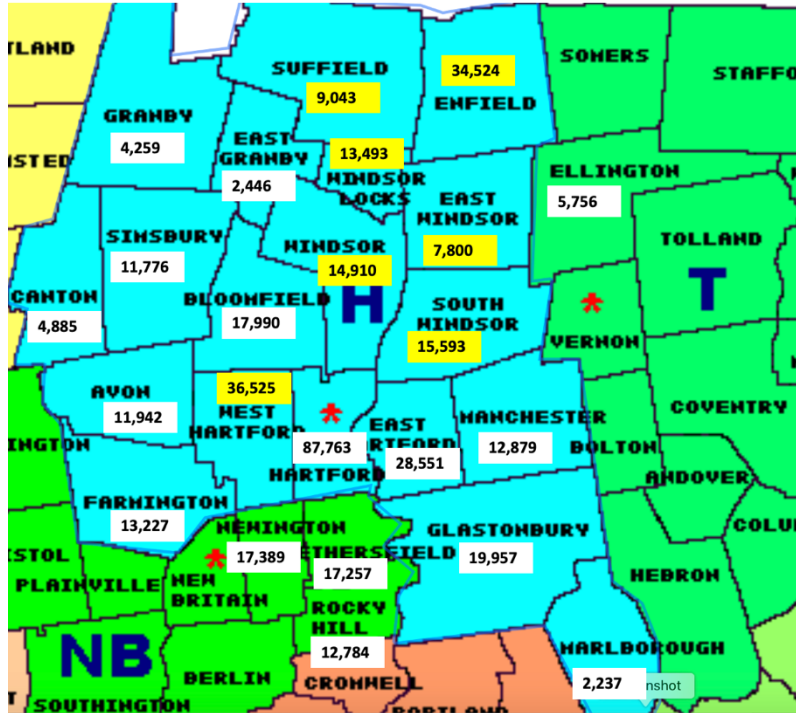 TLAND
SUFFIELD
9,043
34,524
ENFIELD
SOMERS
STAFFO
GRANBY
4,259
EAST
GRANBY
2,446
13,493
WINDSOR
LOCKS
ISTED
ELLINGTON
5,756
EAST
WINDSOR
7,800
SIMSBURY
11,776
WINDSOR
14,910
TOLLAND
CANTON
4,885
BLOOMFIELD
17,990
H
SOUTH
WINDSOR
15,593
T
*
VERNON
AVON
11,942
36,525
WEST
HARTFORD
*
87,763
HARTFORD
EAST
RTFORD
28,551
MANCHESTER
12,879
COVENTRY
INGTON
BOLTON
ANDOVER
FARMINGTON
13,227
NEWINGTON
17,389
ETHERSFIELD
17,257
GLASTONBURY
19,957
COLU
ISTOL
PLAINVILLE
*
NEW
BRITAIN
HEBRON
ROCKY
HILL
12,784
NB
BERLIN
CROMWELL
MARLBOROUGH
2,237
nshot
T
SOUTHINGTON